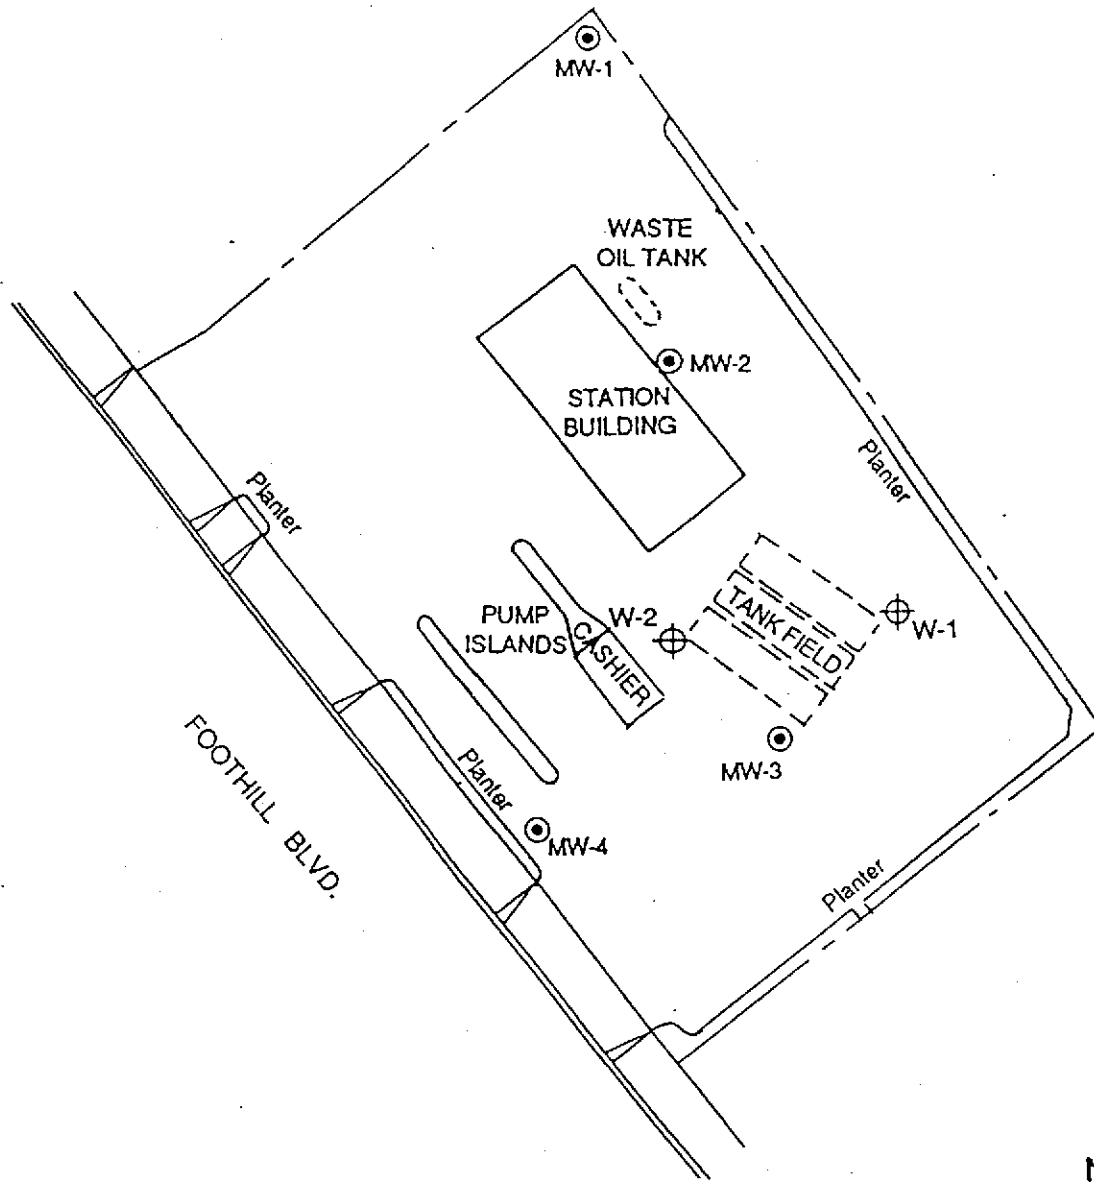 MW-1
WASTE
OIL TANK
MW-2
STATION
BUILDING
Planter
Planter
PUMP
ISLANDS
CASHIER
W-2
TANK FIELD
W-1
MW-3
Planter
MW-4
FOOTHILL BLVD.
Planter